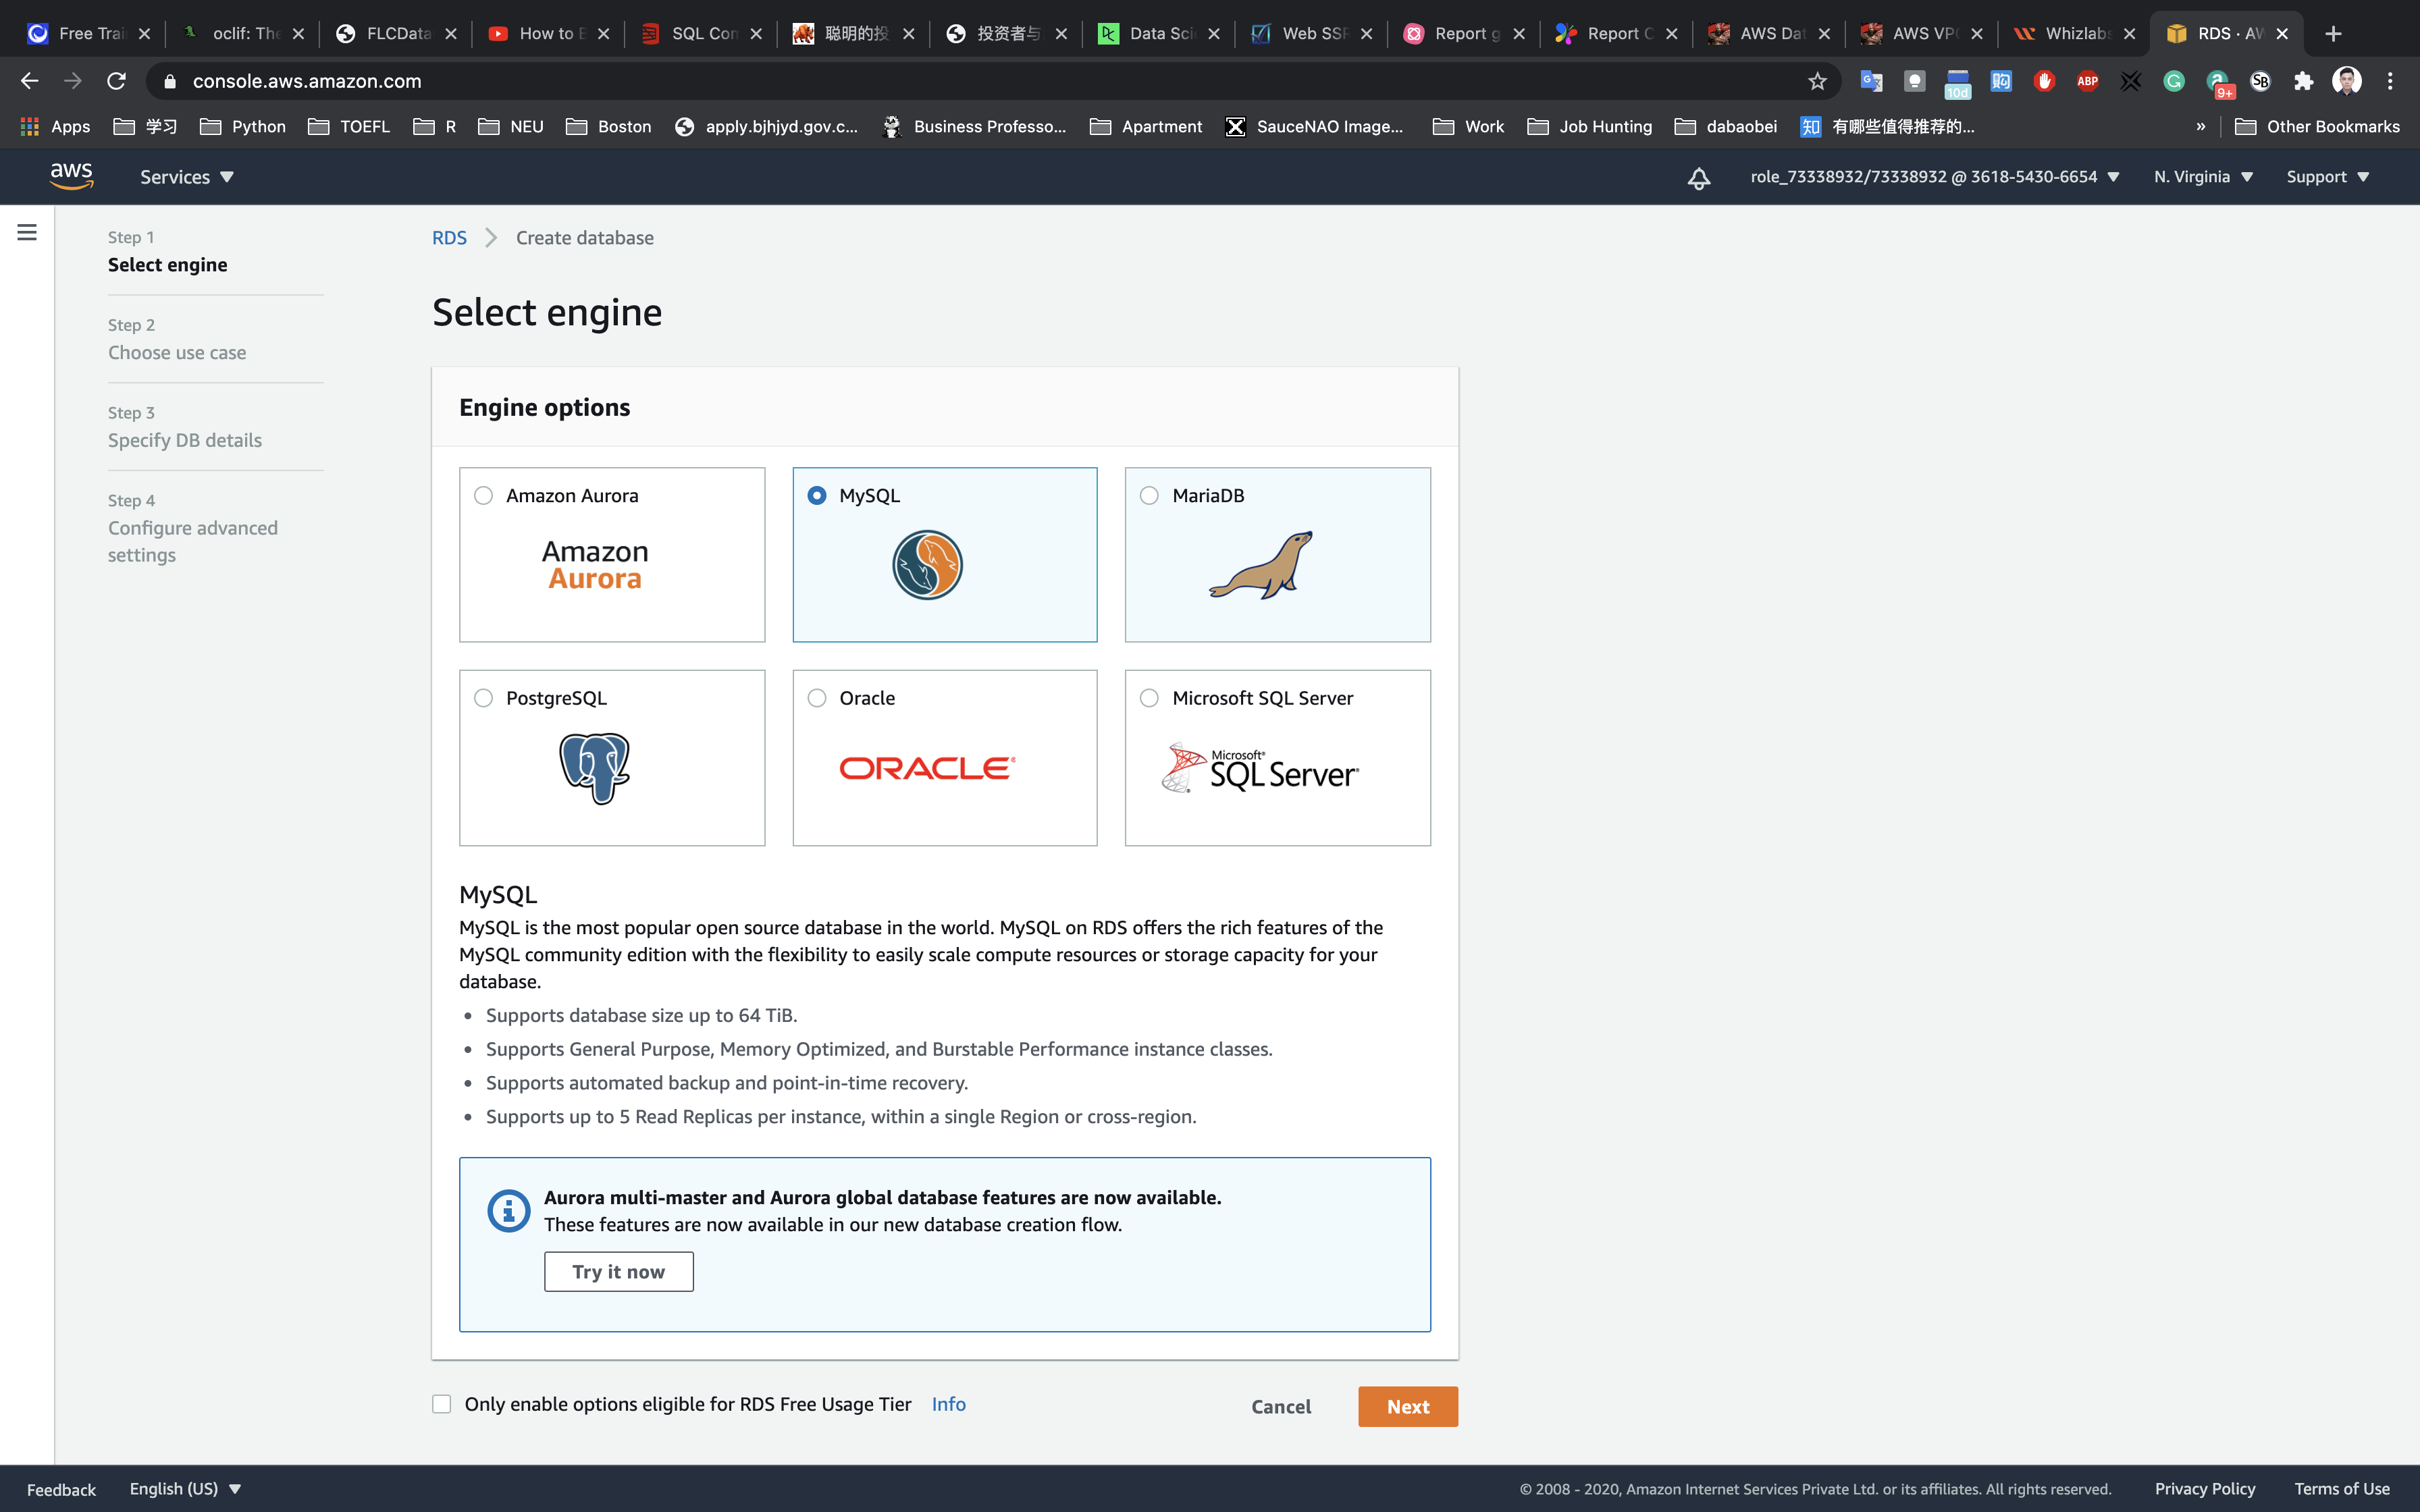 Free Trai
oclif: The
FLCData
How to E
SQL Con
聪明的投
投资者与
Data Sci
Web SSR
Report g
Report C
AWS Dat
AWS VPC
Whizlabs
RDS · AW
console.aws.amazon.com
10d
购
ABP
9+
SB
Apps
学习
Python
TOEFL
R
NEU
Boston
apply.bjhjyd.gov.c...
Business Professo...
Apartment
SauceNAO Image...
Work
Job Hunting
dabaobei
知 有哪些值得推荐的...
»
Other Bookmarks
aws
Services
role_73338932/73338932 @ 3618-5430-6654
N. Virginia
Support
Step 1
Select engine
Step 2
Choose use case
Step 3
Specify DB details
Step 4
Configure advanced
settings
RDS
Create database
Select engine
Engine options
Amazon Aurora
Amazon
Aurora
MySQL
MariaDB
PostgreSQL
Oracle
ORACLE
Microsoft SQL Server
Microsoft
SQL Server
MySQL
MySQL is the most popular open source database in the world. MySQL on RDS offers the rich features of the
MySQL community edition with the flexibility to easily scale compute resources or storage capacity for your
database.
• Supports database size up to 64 TiB.
• Supports General Purpose, Memory Optimized, and Burstable Performance instance classes.
• Supports automated backup and point-in-time recovery.
• Supports up to 5 Read Replicas per instance, within a single Region or cross-region.
Aurora multi-master and Aurora global database features are now available.
These features are now available in our new database creation flow.
Try it now
Only enable options eligible for RDS Free Usage Tier
Info
Cancel
Next
Feedback
English (US)
© 2008 - 2020, Amazon Internet Services Private Ltd. or its affiliates. All rights reserved.
Privacy Policy
Terms of Use